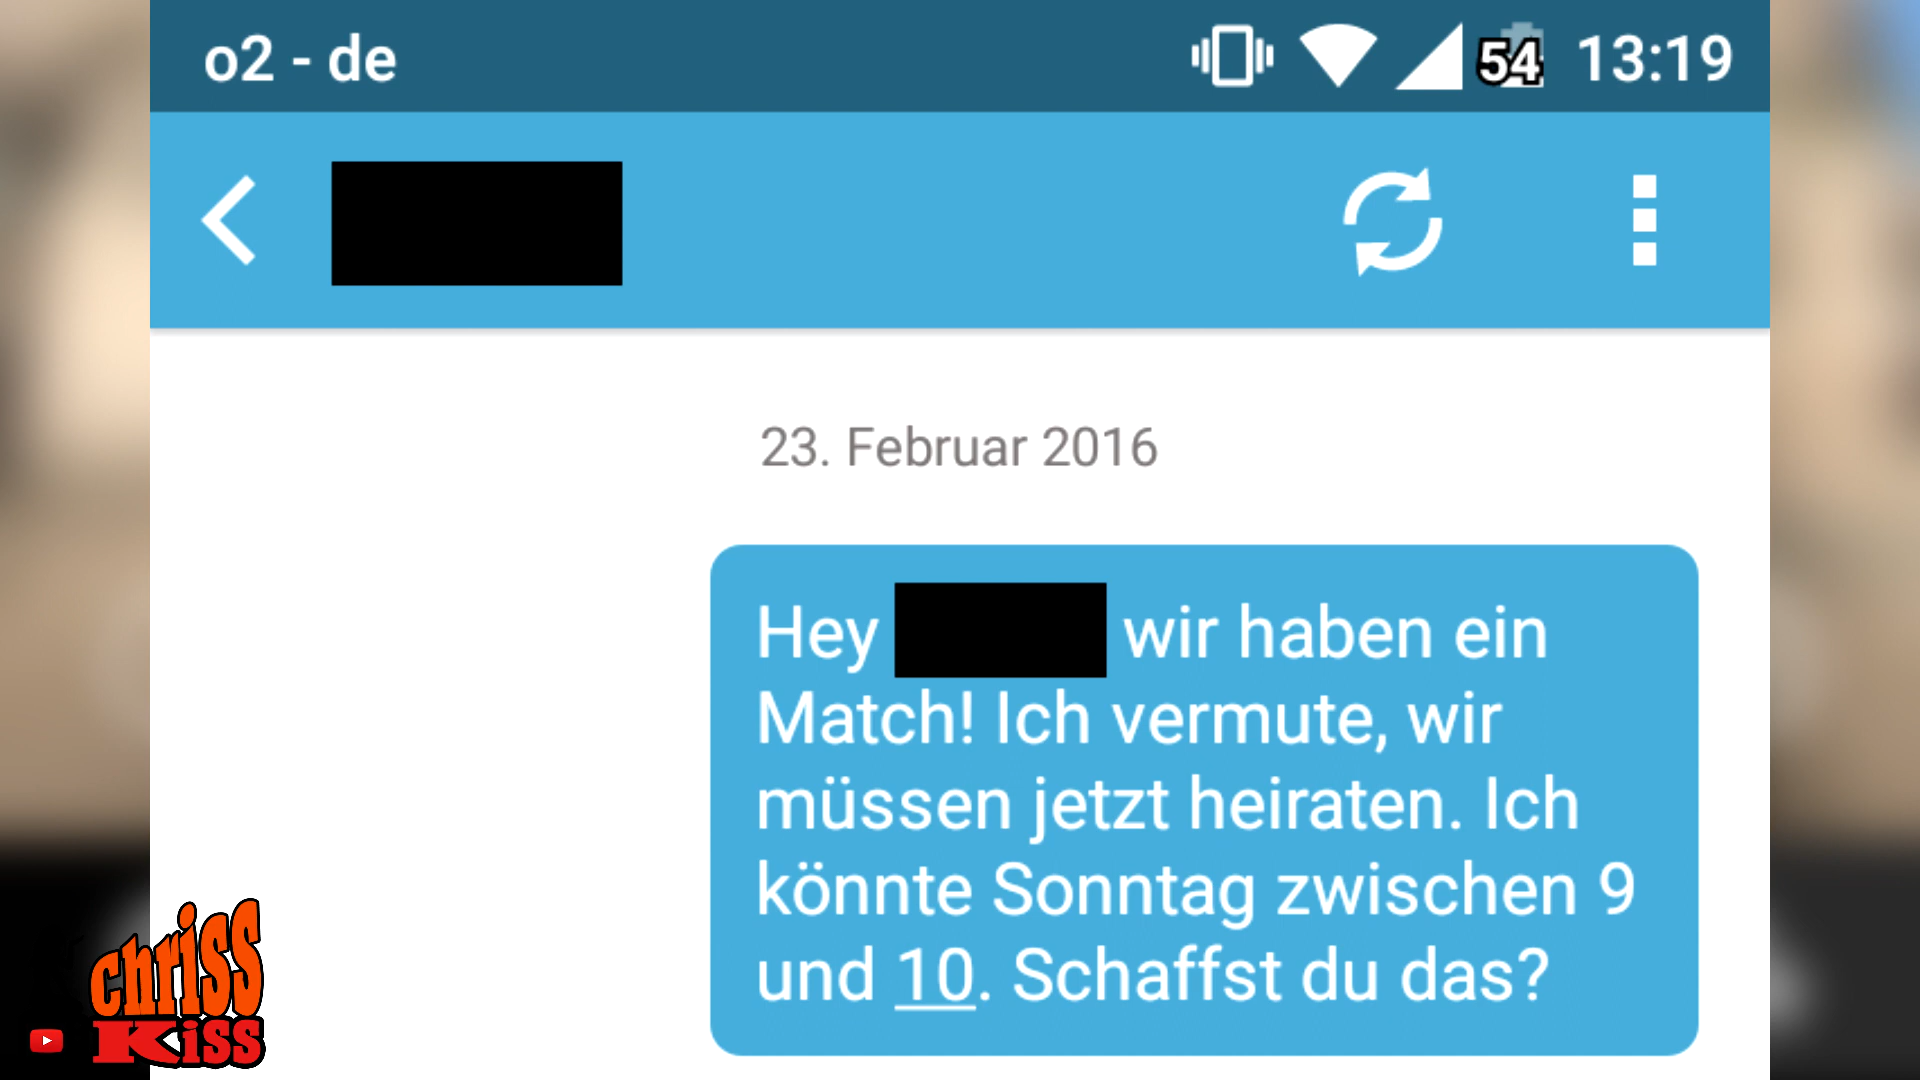 o2 - de
54 13:19
23. Februar 2016
Hey wir haben ein
Match! Ich vermute, wir
müssen jetzt heiraten. Ich
könnte Sonntag zwischen 9
und 10. Schaffst du das?
chriss
Kiss